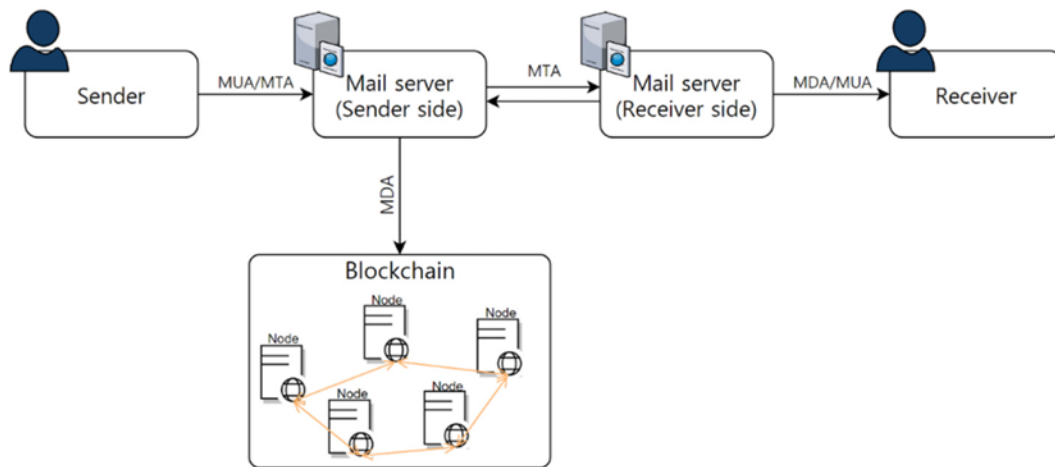 Sender
MUA/MTA
Mail server
(Sender side)
MTA
Mail server
(Receiver side)
MDA/MUA
Receiver
MDA
Blockchain
Node
Node
Node
Node
Node